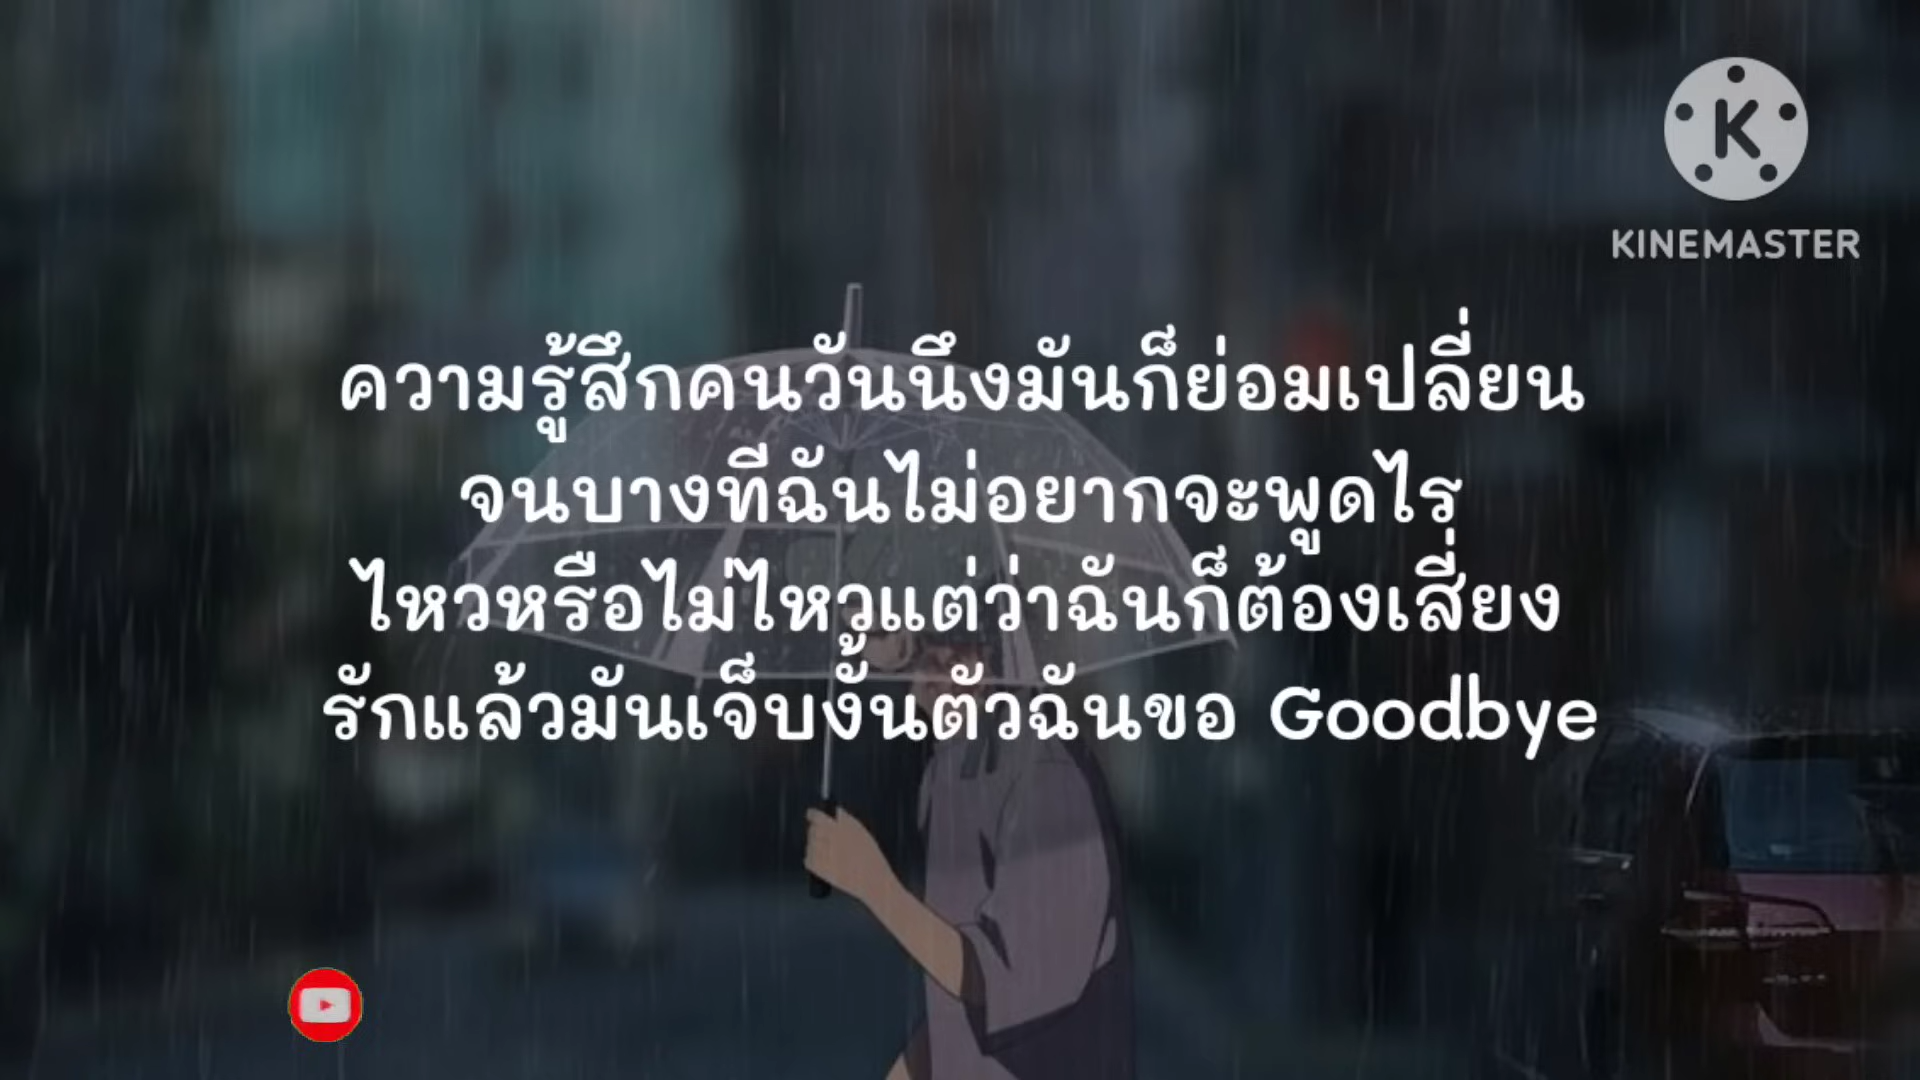 KINEMASTER
ความรู้สึกคนวันนึงมันก็ย่อมเปลี่ยน
จนบางทีฉันไม่อยากจะพูดไร
ไหวหรือไม่ไหวแต่ว่าฉันก็ต้องเสี่ยง
รักแล้วมันเจ็บงั้นตัวฉันขอ Goodbye